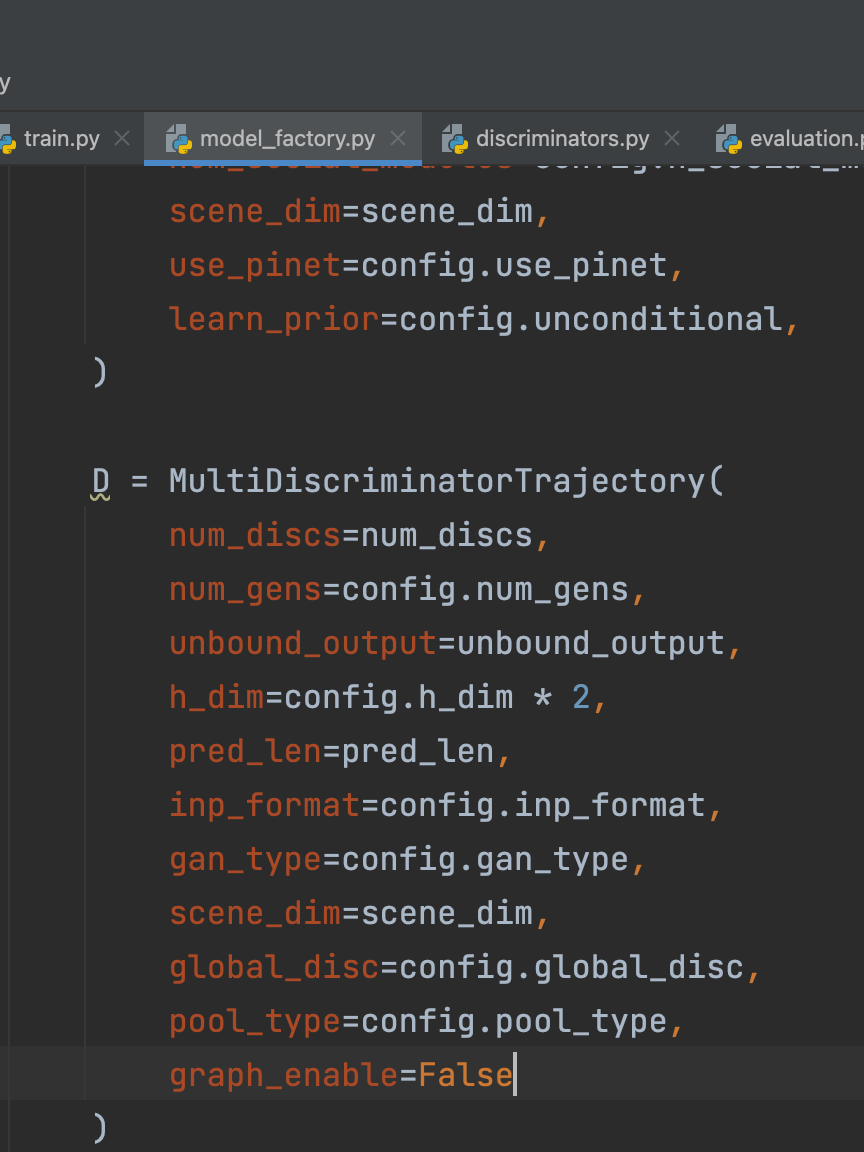 y
train.py model_factory.py discriminators.py evaluation.p
scene_dim=scene_dim,
use_pinet=config.use_pinet,
learn_prior=config.unconditional,
)
D = MultiDiscriminatorTrajectory(
num_discs=num_discs,
num_gens=config.num_gens,
unbound_output=unbound_output,
h_dim=config.h_dim * 2,
pred_len=pred_len,
inp_format=config.inp_format,
gan_type=config.gan_type,
scene_dim=scene_dim,
global_disc=config.global_disc,
pool_type=config.pool_type,
graph_enable=False
)